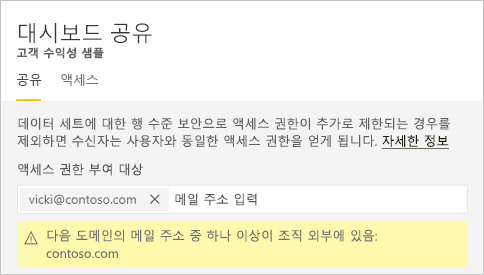 대시보드 공유
고객 수익성 샘플
공유 액세스
데이터 세트에 대한 행 수준 보안으로 액세스 권한이 추가로 제한되는 경우를
제외하면 수신자는 사용자와 동일한 액세스 권한을 얻게 됩니다. 자세한 정보
액세스 권한 부여 대상
vicki@contoso.com 메일 주소 입력
다음 도메인의 메일 주소 중 하나 이상이 조직 외부에 있음:
contoso.com